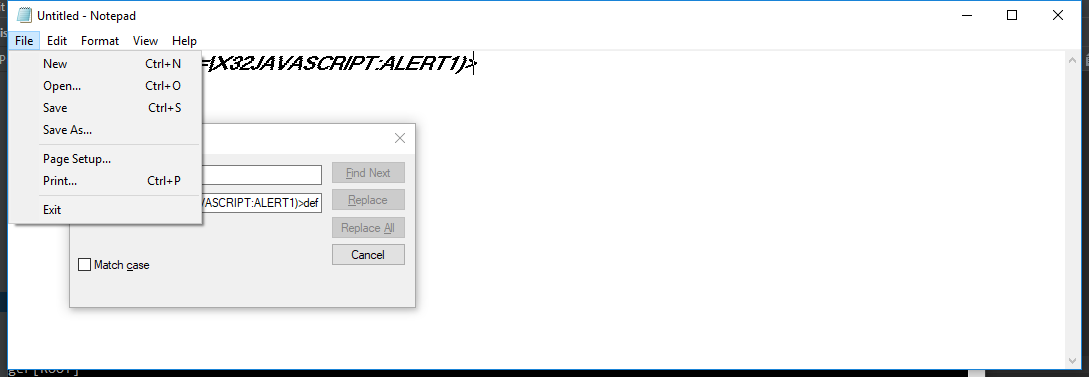 Untitled - Notepad
File Edit Format View Help
={X32JAVASCRIPT:ALERT1)>
New Ctrl+N
Open... Ctrl+O
Save Ctrl+S
Save As...
Page Setup...
Print... Ctrl+P
Exit
Find Next
ASCRIPT:ALERT1)>def
Replace
Replace All
Cancel
Match case